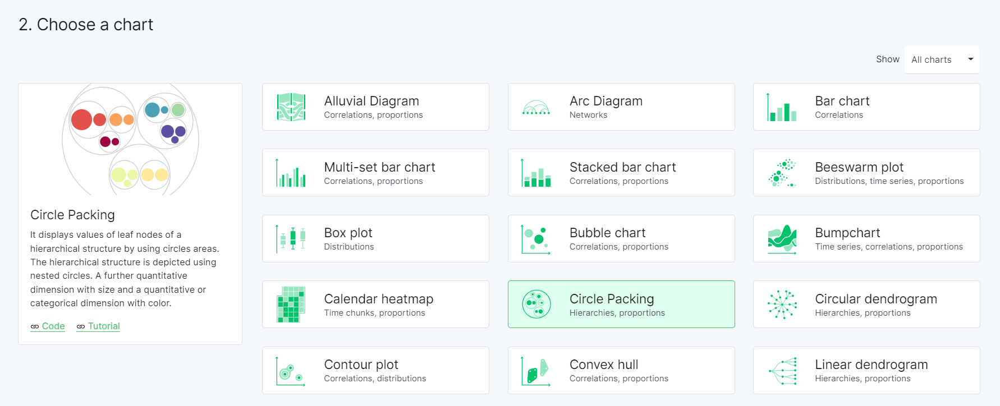 2. Choose a chart
Show All charts
Circle Packing
It displays values of leaf nodes of a
hierarchical structure by using circles areas.
The hierarchical structure is depicted using
nested circles. A further quantitative
dimension with size and a quantitative or
categorical dimension with color.
Code Tutorial
Alluvial Diagram
Correlations, proportions
Arc Diagram
Networks
Bar chart
Correlations
Multi-set bar chart
Correlations, proportions
Stacked bar chart
Correlations, proportions
Beeswarm plot
Distributions, time series, proportions
Box plot
Distributions
Bubble chart
Correlations, proportions
Bumpchart
Time series, correlations, proportions
Calendar heatmap
Time chunks, proportions
Circle Packing
Hierarchies, proportions
Circular dendrogram
Hierarchies, proportions
Contour plot
Correlations, distributions
Convex hull
Correlations, proportions
Linear dendrogram
Hierarchies, proportions